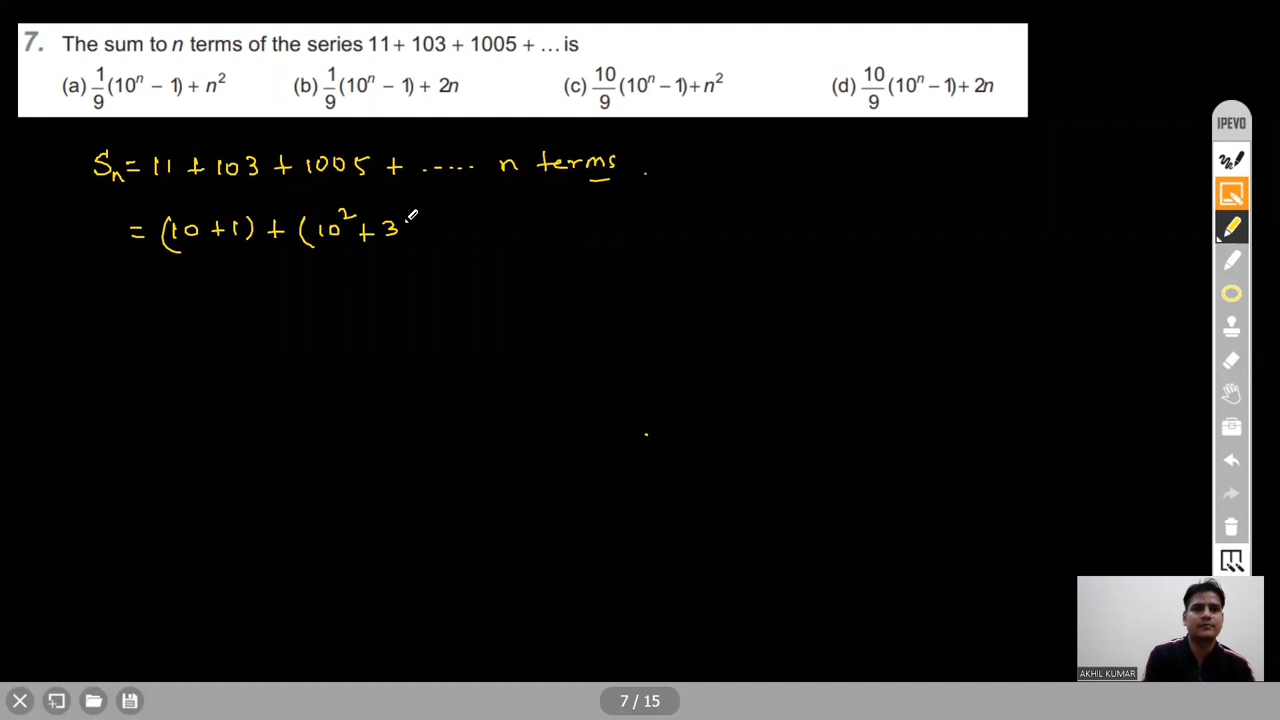 7. The sum to n terms of the series 11 + 103 + 1005 + ... is
(a) 1/9 (10ⁿ − 1) + n² (b) 1/9 (10ⁿ − 1) + 2n (c) 10/9 (10ⁿ − 1) + n² (d) 10/9 (10ⁿ − 1) + 2n
IPEVO
Sₙ = 11 + 103 + 1005 + ...... n terms .
= (10 + 1) + (10² + 3
AKHIL KUMAR
7 / 15